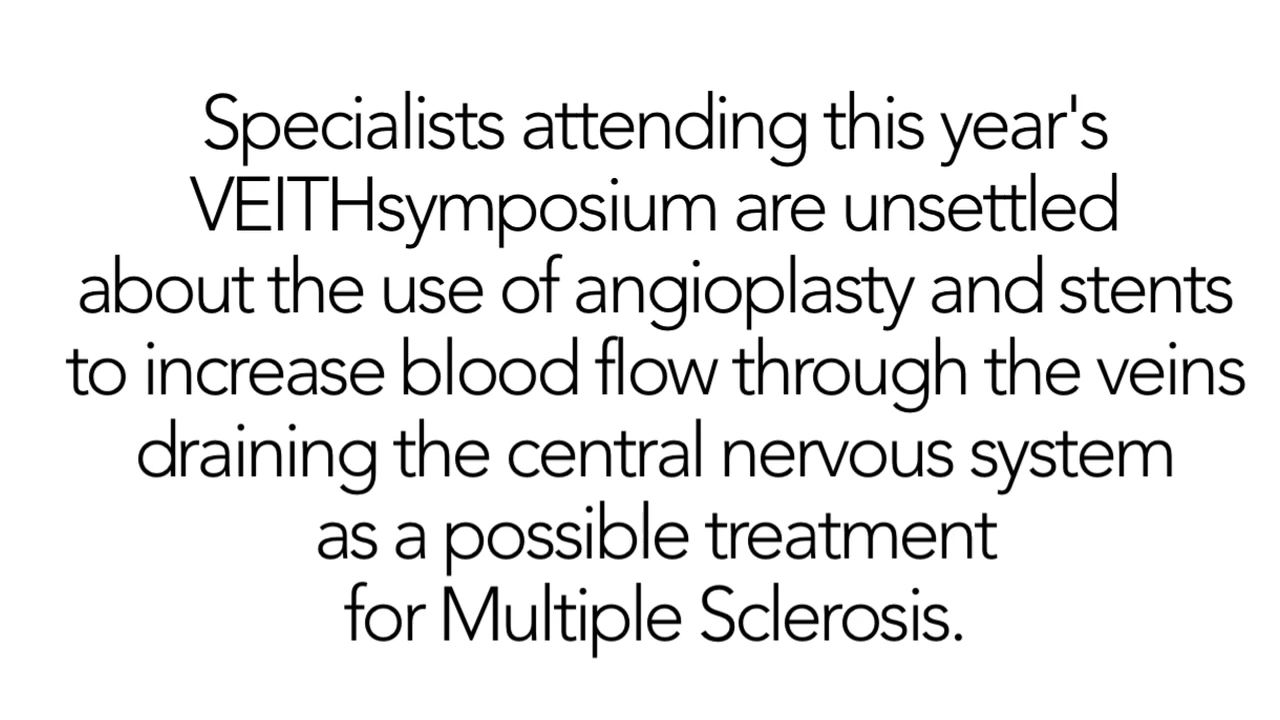 Specialists attending this year's
VEITHsymposium are unsettled
about the use of angioplasty and stents
to increase blood flow through the veins
draining the central nervous system
as a possible treatment
for Multiple Sclerosis.